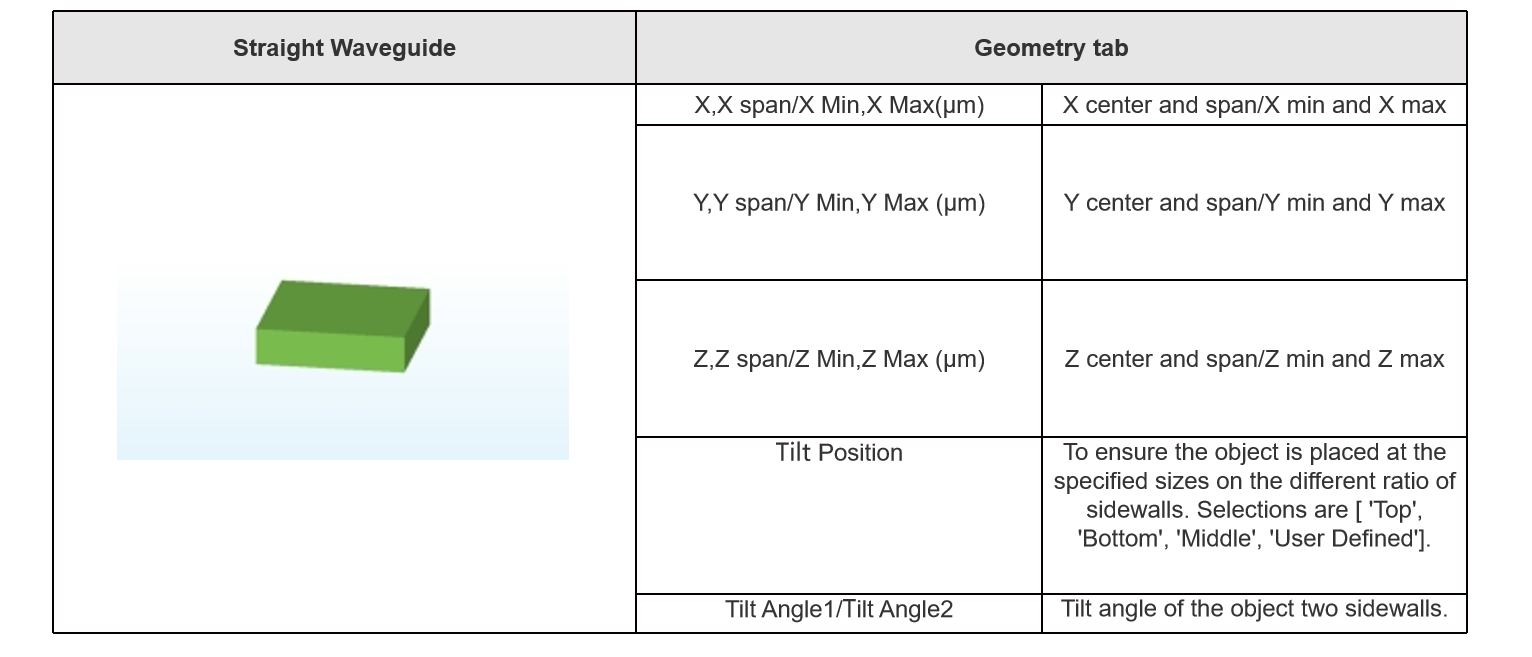 Straight Waveguide
Geometry tab
X,X span/X Min,X Max(μm)
X center and span/X min and X max
Y,Y span/Y Min,Y Max (μm)
Y center and span/Y min and Y max
Z,Z span/Z Min,Z Max (μm)
Z center and span/Z min and Z max
Tilt Position
To ensure the object is placed at the
specified sizes on the different ratio of
sidewalls. Selections are [ 'Top',
'Bottom', 'Middle', 'User Defined'].
Tilt Angle1/Tilt Angle2
Tilt angle of the object two sidewalls.